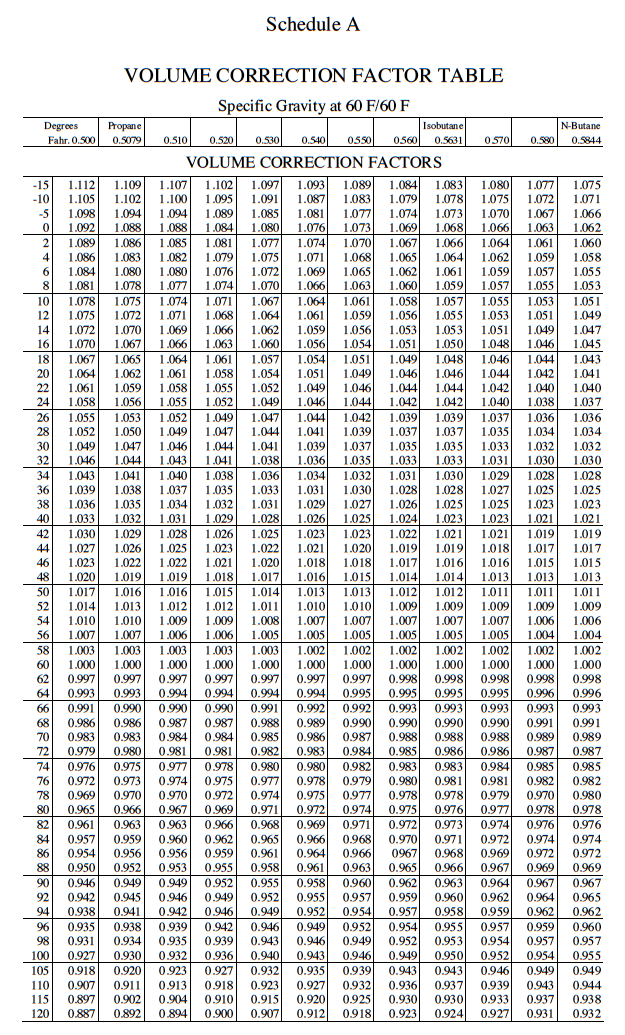 Schedule A
VOLUME CORRECTION FACTOR TABLE
Specific Gravity at 60 F/60 F
Degrees Propane Isobutane N-Butane
Fahr. 0.500 0.5079 0.510 0.520 0.530 0.540 0.550 0.560 0.5631 0.570 0.580 0.5844
VOLUME CORRECTION FACTORS
-15 1.112 1.109 1.107 1.102 1.097 1.093 1.089 1.084 1.083 1.080 1.077 1.075
-10 1.105 1.102 1.100 1.095 1.091 1.087 1.083 1.079 1.078 1.075 1.072 1.071
-5 1.098 1.094 1.094 1.089 1.085 1.081 1.077 1.074 1.073 1.070 1.067 1.066
0 1.092 1.088 1.088 1.084 1.080 1.076 1.073 1.069 1.068 1.066 1.063 1.062
2 1.089 1.086 1.085 1.081 1.077 1.074 1.070 1.067 1.066 1.064 1.061 1.060
4 1.086 1.083 1.082 1.079 1.075 1.071 1.068 1.065 1.064 1.062 1.059 1.058
6 1.084 1.080 1.080 1.076 1.072 1.069 1.065 1.062 1.061 1.059 1.057 1.055
8 1.081 1.078 1.077 1.074 1.070 1.066 1.063 1.060 1.059 1.057 1.055 1.053
10 1.078 1.075 1.074 1.071 1.067 1.064 1.061 1.058 1.057 1.055 1.053 1.051
12 1.075 1.072 1.071 1.068 1.064 1.061 1.059 1.056 1.055 1.053 1.051 1.049
14 1.072 1.070 1.069 1.066 1.062 1.059 1.056 1.053 1.053 1.051 1.049 1.047
16 1.070 1.067 1.066 1.063 1.060 1.056 1.054 1.051 1.050 1.048 1.046 1.045
18 1.067 1.065 1.064 1.061 1.057 1.054 1.051 1.049 1.048 1.046 1.044 1.043
20 1.064 1.062 1.061 1.058 1.054 1.051 1.049 1.046 1.046 1.044 1.042 1.041
22 1.061 1.059 1.058 1.055 1.052 1.049 1.046 1.044 1.044 1.042 1.040 1.040
24 1.058 1.056 1.055 1.052 1.049 1.046 1.044 1.042 1.042 1.040 1.038 1.037
26 1.055 1.053 1.052 1.049 1.047 1.044 1.042 1.039 1.039 1.037 1.036 1.036
28 1.052 1.050 1.049 1.047 1.044 1.041 1.039 1.037 1.037 1.035 1.034 1.034
30 1.049 1.047 1.046 1.044 1.041 1.039 1.037 1.035 1.035 1.033 1.032 1.032
32 1.046 1.044 1.043 1.041 1.038 1.036 1.035 1.033 1.033 1.031 1.030 1.030
34 1.043 1.041 1.040 1.038 1.036 1.034 1.032 1.031 1.030 1.029 1.028 1.028
36 1.039 1.038 1.037 1.035 1.033 1.031 1.030 1.028 1.028 1.027 1.025 1.025
38 1.036 1.035 1.034 1.032 1.031 1.029 1.027 1.026 1.025 1.025 1.023 1.023
40 1.033 1.032 1.031 1.029 1.028 1.026 1.025 1.024 1.023 1.023 1.021 1.021
42 1.030 1.029 1.028 1.026 1.025 1.023 1.023 1.022 1.021 1.021 1.019 1.019
44 1.027 1.026 1.025 1.023 1.022 1.021 1.020 1.019 1.019 1.018 1.017 1.017
46 1.023 1.022 1.022 1.021 1.020 1.018 1.018 1.017 1.016 1.016 1.015 1.015
48 1.020 1.019 1.019 1.018 1.017 1.016 1.015 1.014 1.014 1.013 1.013 1.013
50 1.017 1.016 1.016 1.015 1.014 1.013 1.013 1.012 1.012 1.011 1.011 1.011
52 1.014 1.013 1.012 1.012 1.011 1.010 1.010 1.009 1.009 1.009 1.009 1.009
54 1.010 1.010 1.009 1.009 1.008 1.007 1.007 1.007 1.007 1.007 1.006 1.006
56 1.007 1.007 1.006 1.006 1.005 1.005 1.005 1.005 1.005 1.005 1.004 1.004
58 1.003 1.003 1.003 1.003 1.003 1.002 1.002 1.002 1.002 1.002 1.002 1.002
60 1.000 1.000 1.000 1.000 1.000 1.000 1.000 1.000 1.000 1.000 1.000 1.000
62 0.997 0.997 0.997 0.997 0.997 0.997 0.997 0.998 0.998 0.998 0.998 0.998
64 0.993 0.993 0.994 0.994 0.994 0.994 0.995 0.995 0.995 0.995 0.996 0.996
66 0.991 0.990 0.990 0.990 0.991 0.992 0.992 0.993 0.993 0.993 0.993 0.993
68 0.986 0.986 0.987 0.987 0.988 0.989 0.990 0.990 0.990 0.990 0.991 0.991
70 0.983 0.983 0.984 0.984 0.985 0.986 0.987 0.988 0.988 0.988 0.989 0.989
72 0.979 0.980 0.981 0.981 0.982 0.983 0.984 0.985 0.986 0.986 0.987 0.987
74 0.976 0.975 0.977 0.978 0.980 0.980 0.982 0.983 0.983 0.984 0.985 0.985
76 0.972 0.973 0.974 0.975 0.977 0.978 0.979 0.980 0.981 0.981 0.982 0.982
78 0.969 0.970 0.970 0.972 0.974 0.975 0.977 0.978 0.978 0.979 0.970 0.980
80 0.965 0.966 0.967 0.969 0.971 0.972 0.974 0.975 0.976 0.977 0.978 0.978
82 0.961 0.963 0.963 0.966 0.968 0.969 0.971 0.972 0.973 0.974 0.976 0.976
84 0.957 0.959 0.960 0.962 0.965 0.966 0.968 0.970 0.971 0.972 0.974 0.974
86 0.954 0.956 0.956 0.959 0.961 0.964 0.966 0967 0.968 0.969 0.972 0.972
88 0.950 0.952 0.953 0.955 0.958 0.961 0.963 0.965 0.966 0.967 0.969 0.969
90 0.946 0.949 0.949 0.952 0.955 0.958 0.960 0.962 0.963 0.964 0.967 0.967
92 0.942 0.945 0.946 0.949 0.952 0.955 0.957 0.959 0.960 0.962 0.964 0.965
94 0.938 0.941 0.942 0.946 0.949 0.952 0.954 0.957 0.958 0.959 0.962 0.962
96 0.935 0.938 0.939 0.942 0.946 0.949 0.952 0.954 0.955 0.957 0.959 0.960
98 0.931 0.934 0.935 0.939 0.943 0.946 0.949 0.952 0.953 0.954 0.957 0.957
100 0.927 0.930 0.932 0.936 0.940 0.943 0.946 0.949 0.950 0.952 0.954 0.955
105 0.918 0.920 0.923 0.927 0.932 0.935 0.939 0.943 0.943 0.946 0.949 0.949
110 0.907 0.911 0.913 0.918 0.923 0.927 0.932 0.936 0.937 0.939 0.943 0.944
115 0.897 0.902 0.904 0.910 0.915 0.920 0.925 0.930 0.930 0.933 0.937 0.938
120 0.887 0.892 0.894 0.900 0.907 0.912 0.918 0.923 0.924 0.927 0.931 0.932